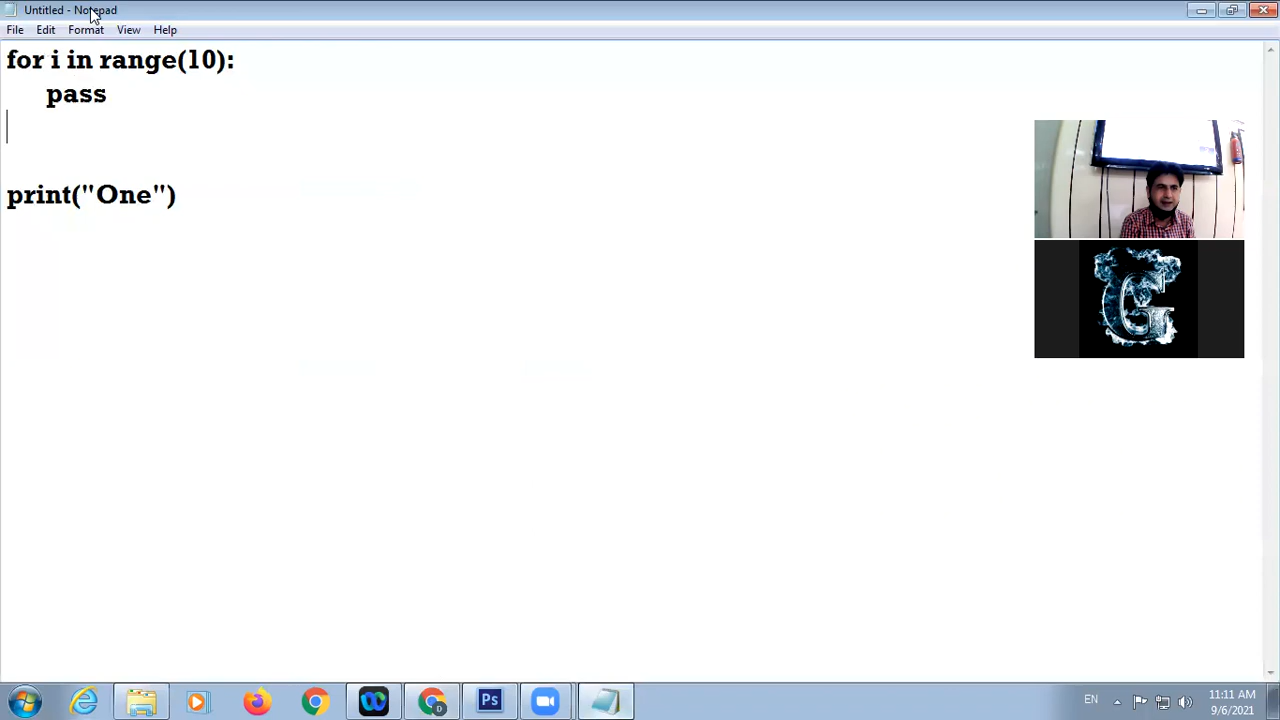 Untitled - Notepad
File Edit Format View Help
for i in range(10):
pass
print("One")
G
Ps
EN
11:11 AM
9/6/2021